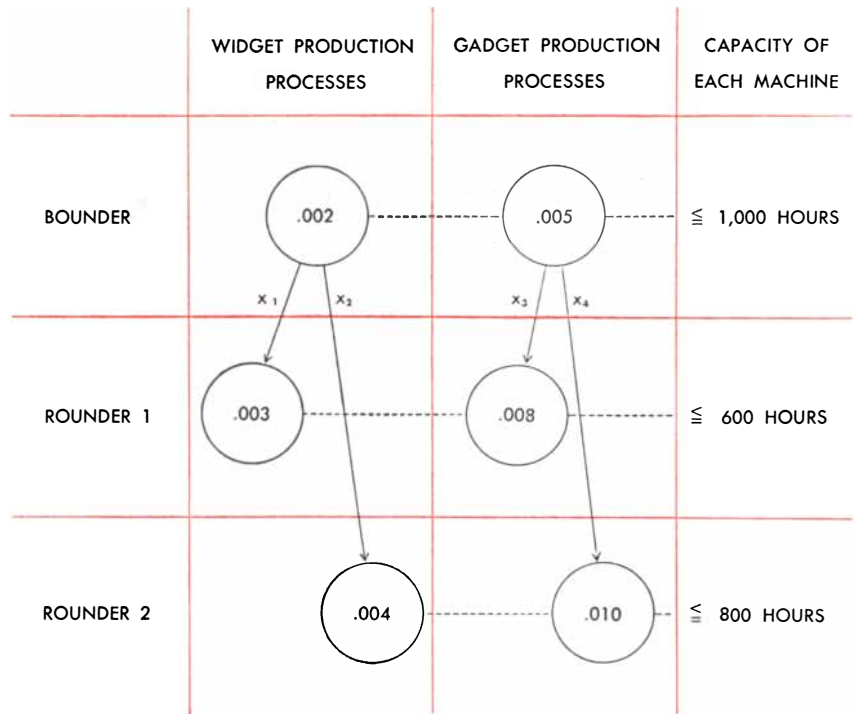 WIDGET PRODUCTION
PROCESSES
GADGET PRODUCTION
PROCESSES
CAPACITY OF
EACH MACHINE
BOUNDER
.002
.005
≦ 1,000 HOURS
X₁
X₂
X₃
X₄
ROUNDER 1
.003
.008
≦ 600 HOURS
ROUNDER 2
.004
.010
≦ 800 HOURS